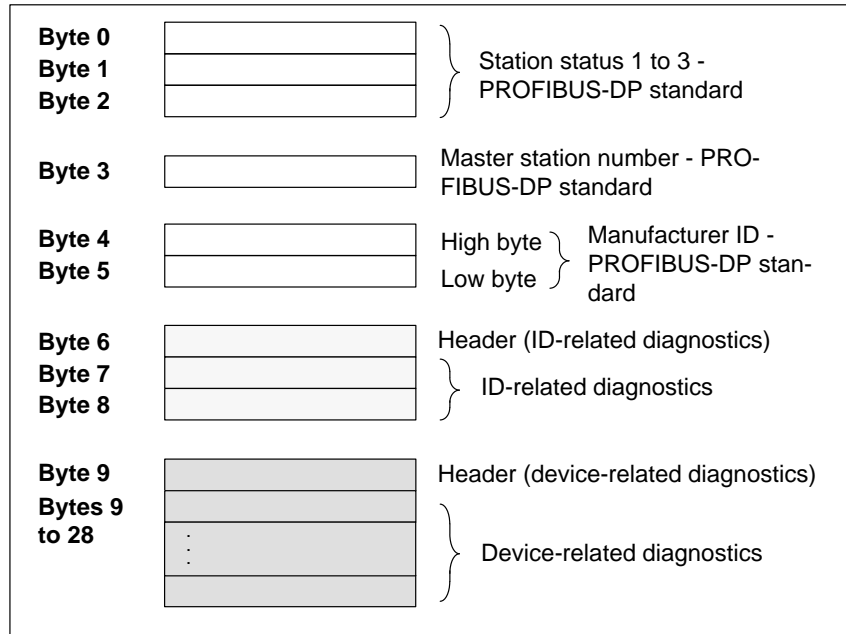 Byte 0
Byte 1
Byte 2
Station status 1 to 3 -
PROFIBUS-DP standard
Byte 3
Master station number - PRO-
FIBUS-DP standard
Byte 4
Byte 5
High byte
Low byte
Manufacturer ID -
PROFIBUS-DP stan-
dard
Byte 6
Header (ID-related diagnostics)
Byte 7
Byte 8
ID-related diagnostics
Byte 9
Header (device-related diagnostics)
Bytes 9
to 28
Device-related diagnostics